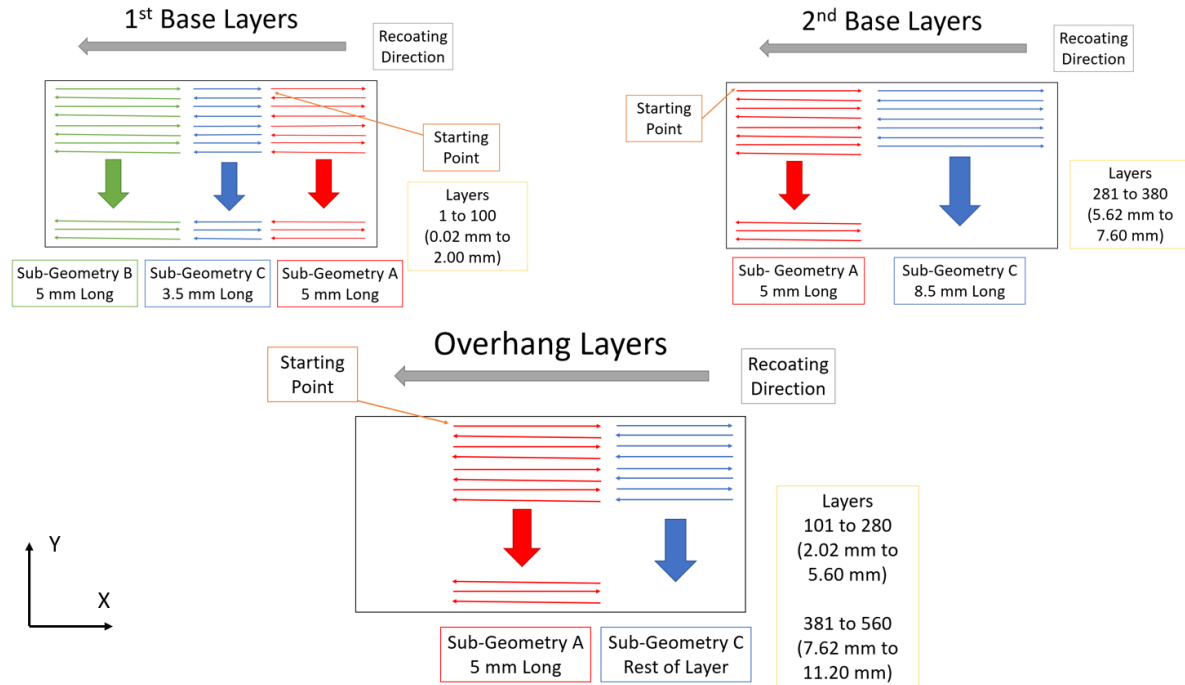 1st Base Layers
Recoating
Direction
Starting
Point
Layers
1 to 100
(0.02 mm to
2.00 mm)
Sub-Geometry B
5 mm Long
Sub-Geometry C
3.5 mm Long
Sub-Geometry A
5 mm Long
2nd Base Layers
Recoating
Direction
Starting
Point
Layers
281 to 380
(5.62 mm to
7.60 mm)
Sub- Geometry A
5 mm Long
Sub-Geometry C
8.5 mm Long
Overhang Layers
Starting
Point
Recoating
Direction
Layers
101 to 280
(2.02 mm to
5.60 mm)
381 to 560
(7.62 mm to
11.20 mm)
Sub-Geometry A
5 mm Long
Sub-Geometry C
Rest of Layer
Y
X